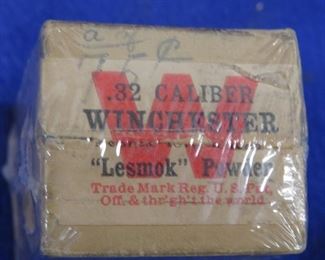 .32 CALIBER
WINCHESTER
"Lesmok" Powder
Trade Mark Reg. U. S. Pat.
Off. & thr'gh't the world
W